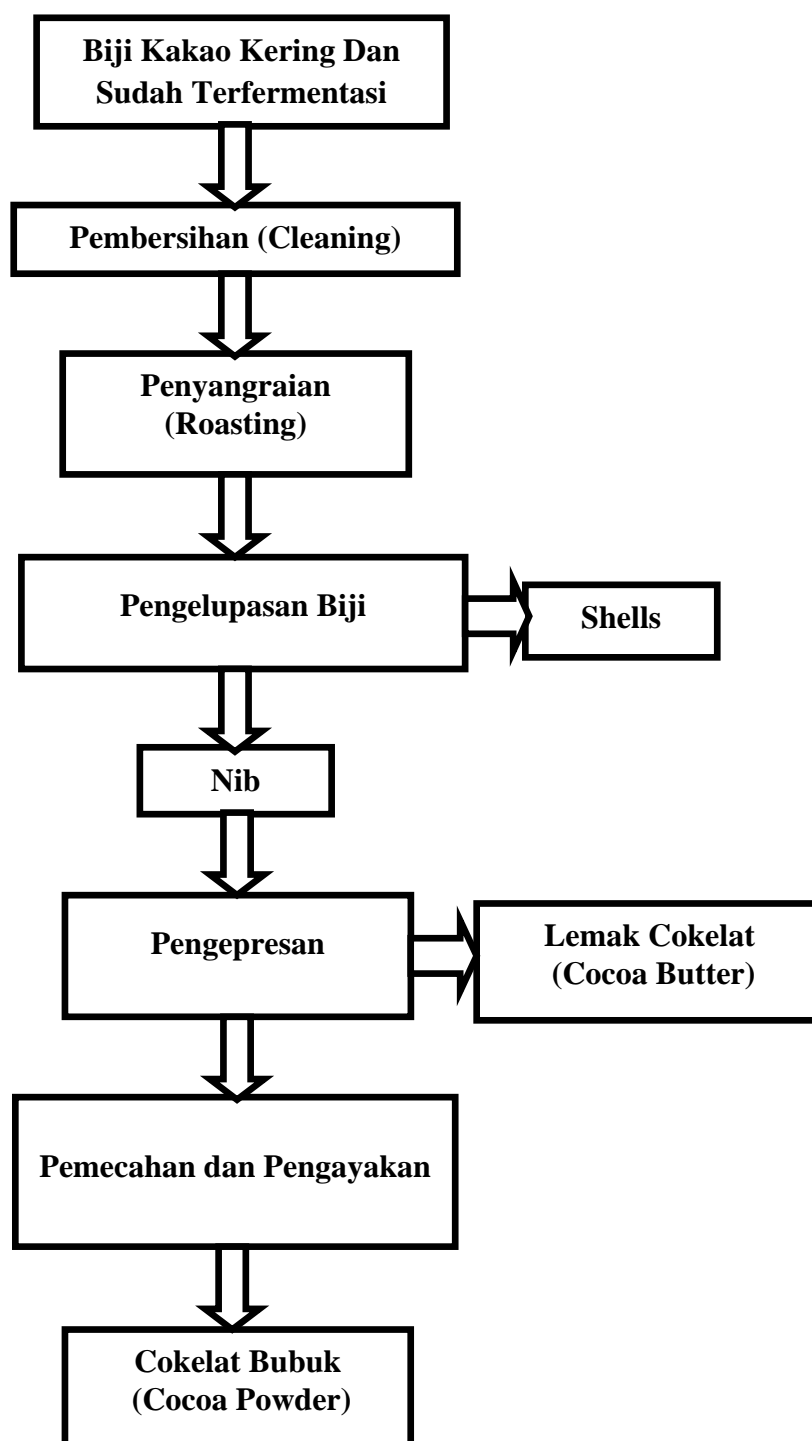 Biji Kakao Kering Dan
Sudah Terfermentasi
Pembersihan (Cleaning)
Penyangraian
(Roasting)
Pengelupasan Biji
Shells
Nib
Pengepresan
Lemak Cokelat
(Cocoa Butter)
Pemecahan dan Pengayakan
Cokelat Bubuk
(Cocoa Powder)